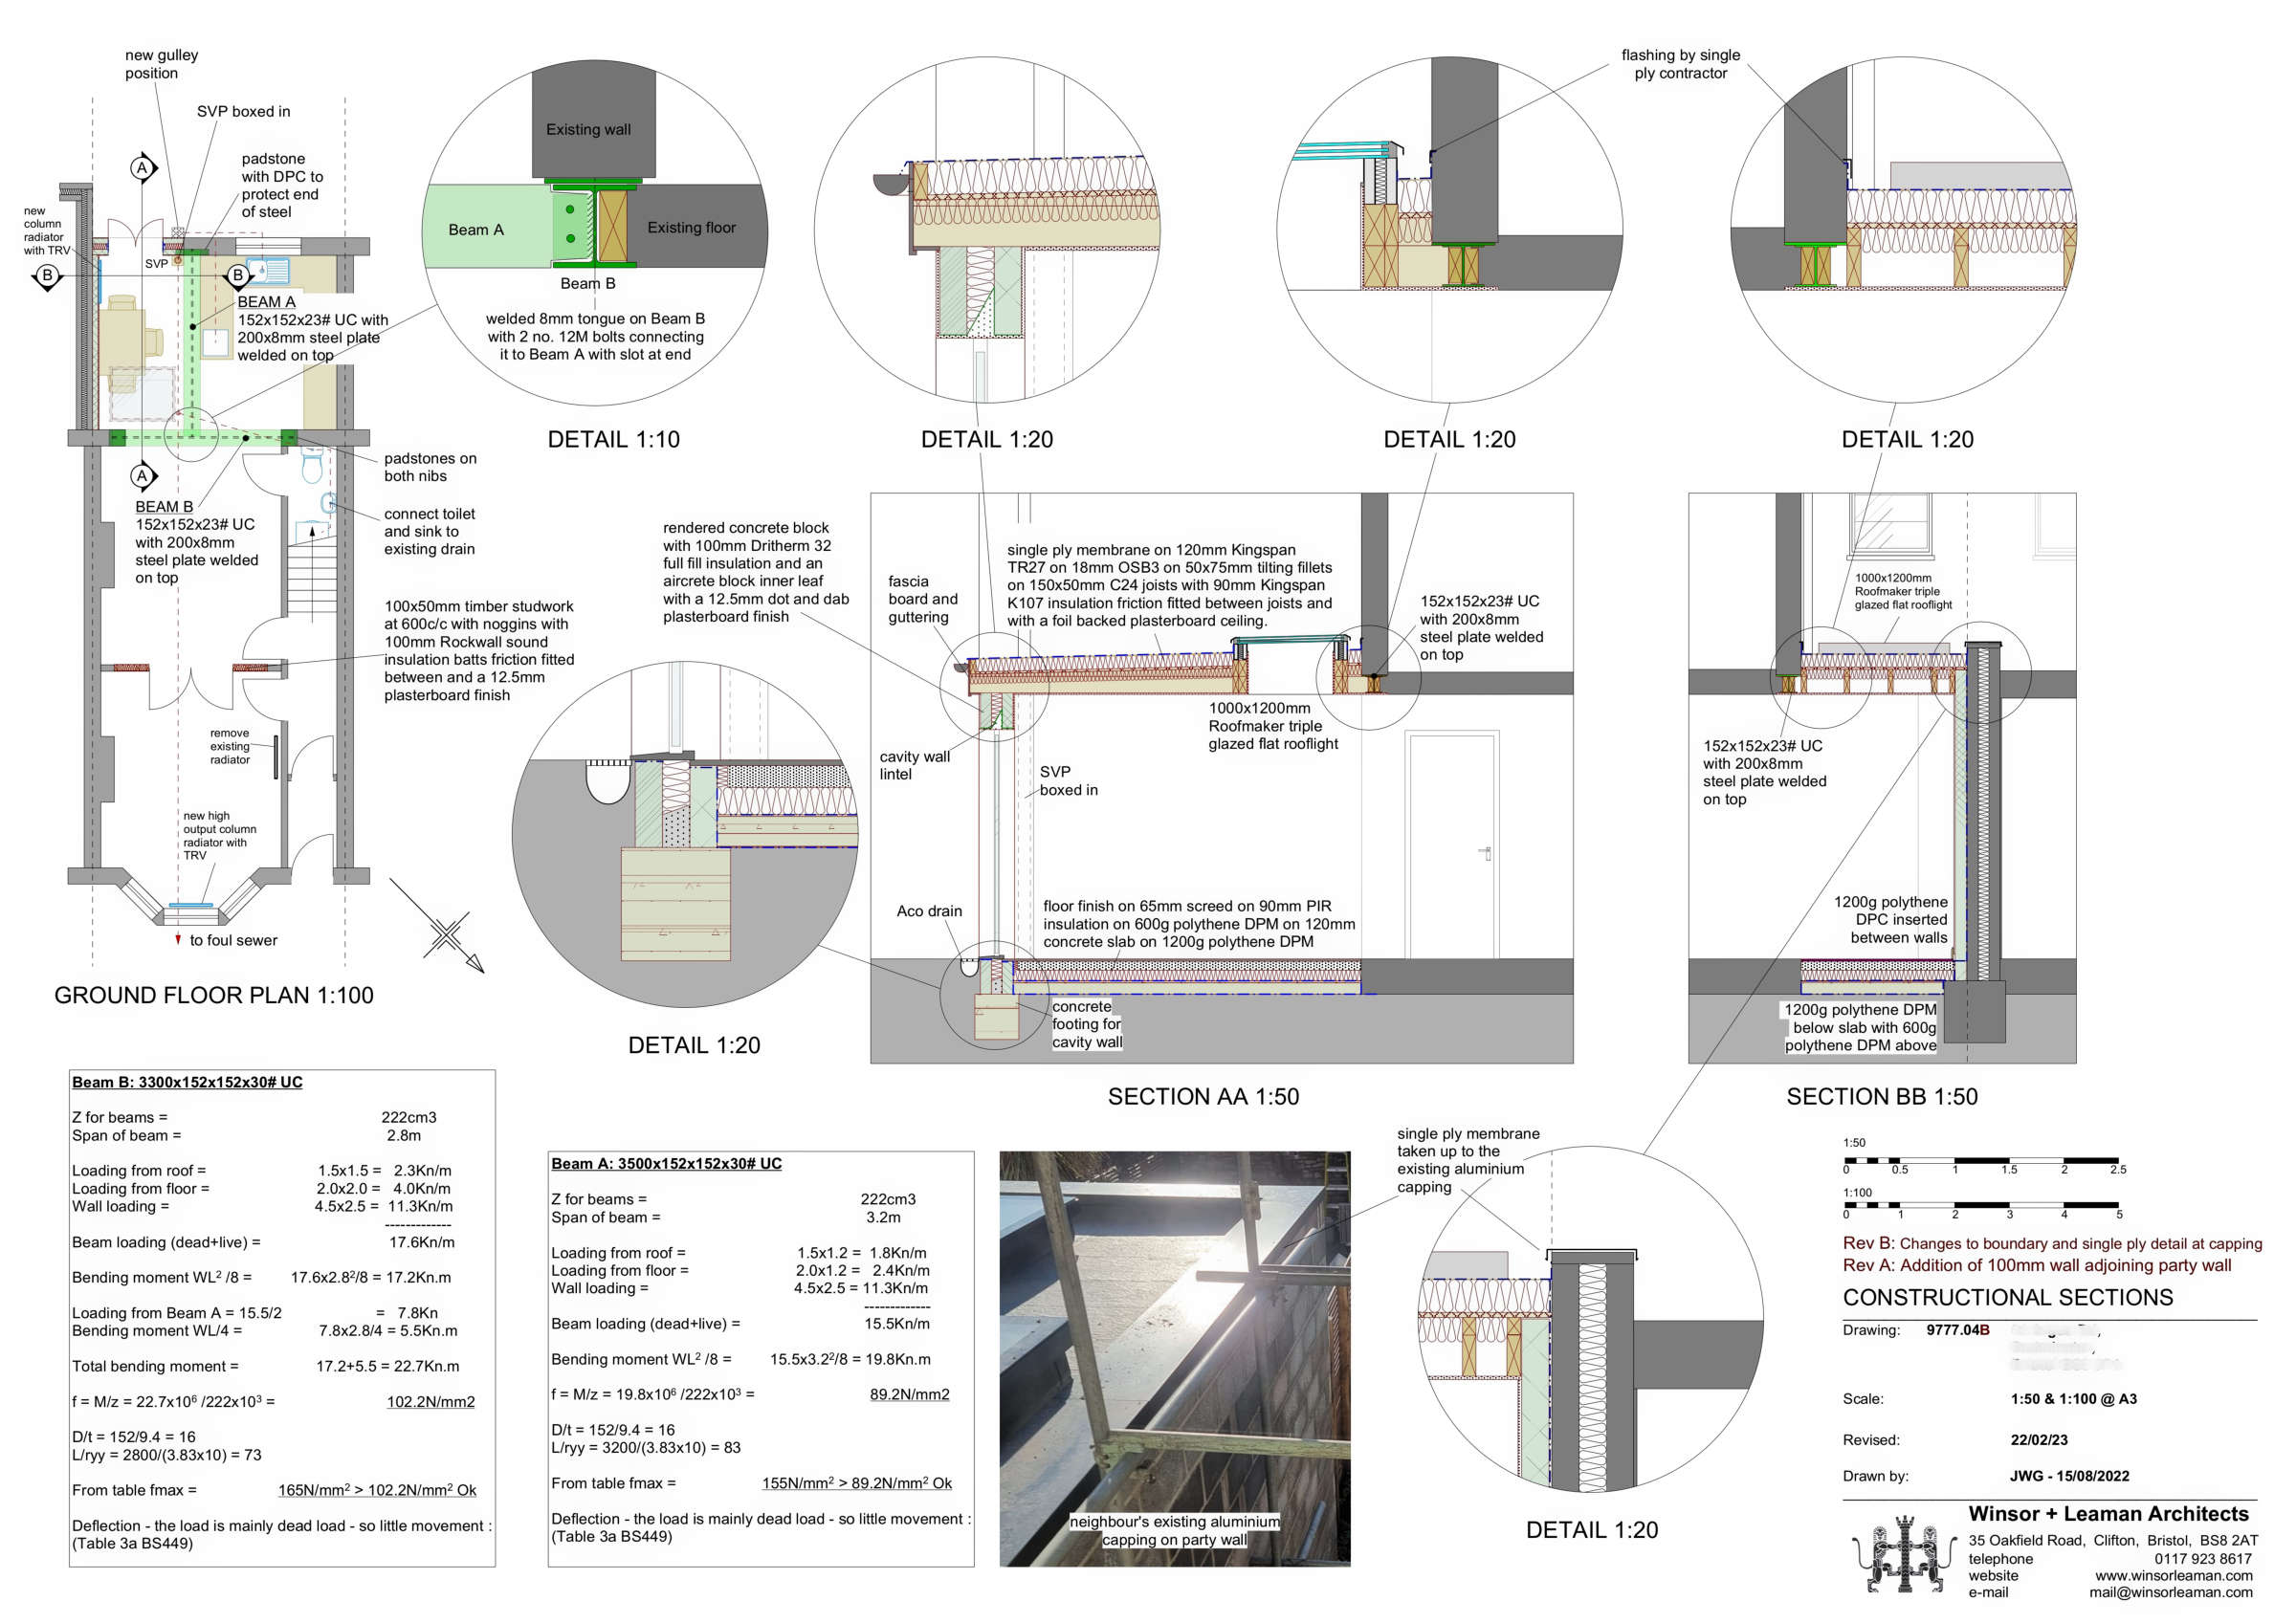 new gulley
position
SVP boxed in
padstone
with DPC to
protect end
of steel
new
column
radiator
with TRV
A
SVP
B
B
BEAM A
152x152x23# UC with
200x8mm steel plate
welded on top
A
BEAM B
152x152x23# UC
with 200x8mm
steel plate welded
on top
padstones on
both nibs
connect toilet
and sink to
existing drain
100x50mm timber studwork
at 600c/c with noggins with
100mm Rockwall sound
insulation batts friction fitted
between and a 12.5mm
plasterboard finish
remove
existing
radiator
new high
output column
radiator with
TRV
to foul sewer
GROUND FLOOR PLAN 1:100
Existing wall
Beam A
Existing floor
Beam B
welded 8mm tongue on Beam B
with 2 no. 12M bolts connecting
it to Beam A with slot at end
DETAIL 1:10
DETAIL 1:20
flashing by single
ply contractor
DETAIL 1:20
DETAIL 1:20
rendered concrete block
with 100mm Dritherm 32
full fill insulation and an
aircrete block inner leaf
with a 12.5mm dot and dab
plasterboard finish
fascia
board and
guttering
single ply membrane on 120mm Kingspan
TR27 on 18mm OSB3 on 50x75mm tilting fillets
on 150x50mm C24 joists with 90mm Kingspan
K107 insulation friction fitted between joists and
with a foil backed plasterboard ceiling.
152x152x23# UC
with 200x8mm
steel plate welded
on top
1000x1200mm
Roofmaker triple
glazed flat rooflight
cavity wall
lintel
SVP
boxed in
Aco drain
floor finish on 65mm screed on 90mm PIR
insulation on 600g polythene DPM on 120mm
concrete slab on 1200g polythene DPM
concrete
footing for
cavity wall
DETAIL 1:20
SECTION AA 1:50
1000x1200mm
Roofmaker triple
glazed flat rooflight
152x152x23# UC
with 200x8mm
steel plate welded
on top
1200g polythene
DPC inserted
between walls
1200g polythene DPM
below slab with 600g
polythene DPM above
SECTION BB 1:50
Beam B: 3300x152x152x30# UC
Z for beams = 222cm3
Span of beam = 2.8m
Loading from roof = 1.5x1.5 = 2.3Kn/m
Loading from floor = 2.0x2.0 = 4.0Kn/m
Wall loading = 4.5x2.5 = 11.3Kn/m
-------------
Beam loading (dead+live) = 17.6Kn/m
Bending moment WL² /8 = 17.6x2.8²/8 = 17.2Kn.m
Loading from Beam A = 15.5/2 = 7.8Kn
Bending moment WL/4 = 7.8x2.8/4 = 5.5Kn.m
Total bending moment = 17.2+5.5 = 22.7Kn.m
f = M/z = 22.7x10⁶ /222x10³ = 102.2N/mm2
D/t = 152/9.4 = 16
L/ryy = 2800/(3.83x10) = 73
From table fmax = 165N/mm² > 102.2N/mm² Ok
Deflection - the load is mainly dead load - so little movement :
(Table 3a BS449)
Beam A: 3500x152x152x30# UC
Z for beams = 222cm3
Span of beam = 3.2m
Loading from roof = 1.5x1.2 = 1.8Kn/m
Loading from floor = 2.0x1.2 = 2.4Kn/m
Wall loading = 4.5x2.5 = 11.3Kn/m
-------------
Beam loading (dead+live) = 15.5Kn/m
Bending moment WL² /8 = 15.5x3.2²/8 = 19.8Kn.m
f = M/z = 19.8x10⁶ /222x10³ = 89.2N/mm2
D/t = 152/9.4 = 16
L/ryy = 3200/(3.83x10) = 83
From table fmax = 155N/mm² > 89.2N/mm² Ok
Deflection - the load is mainly dead load - so little movement :
(Table 3a BS449)
neighbour's existing aluminium
capping on party wall
single ply membrane
taken up to the
existing aluminium
capping
DETAIL 1:20
1:50
0 0.5 1 1.5 2 2.5
1:100
0 1 2 3 4 5
Rev B: Changes to boundary and single ply detail at capping
Rev A: Addition of 100mm wall adjoining party wall
CONSTRUCTIONAL SECTIONS
Drawing: 9777.04B
Scale: 1:50 & 1:100 @ A3
Revised: 22/02/23
Drawn by: JWG - 15/08/2022
Winsor + Leaman Architects
35 Oakfield Road, Clifton, Bristol, BS8 2AT
telephone 0117 923 8617
website www.winsorleaman.com
e-mail mail@winsorleaman.com